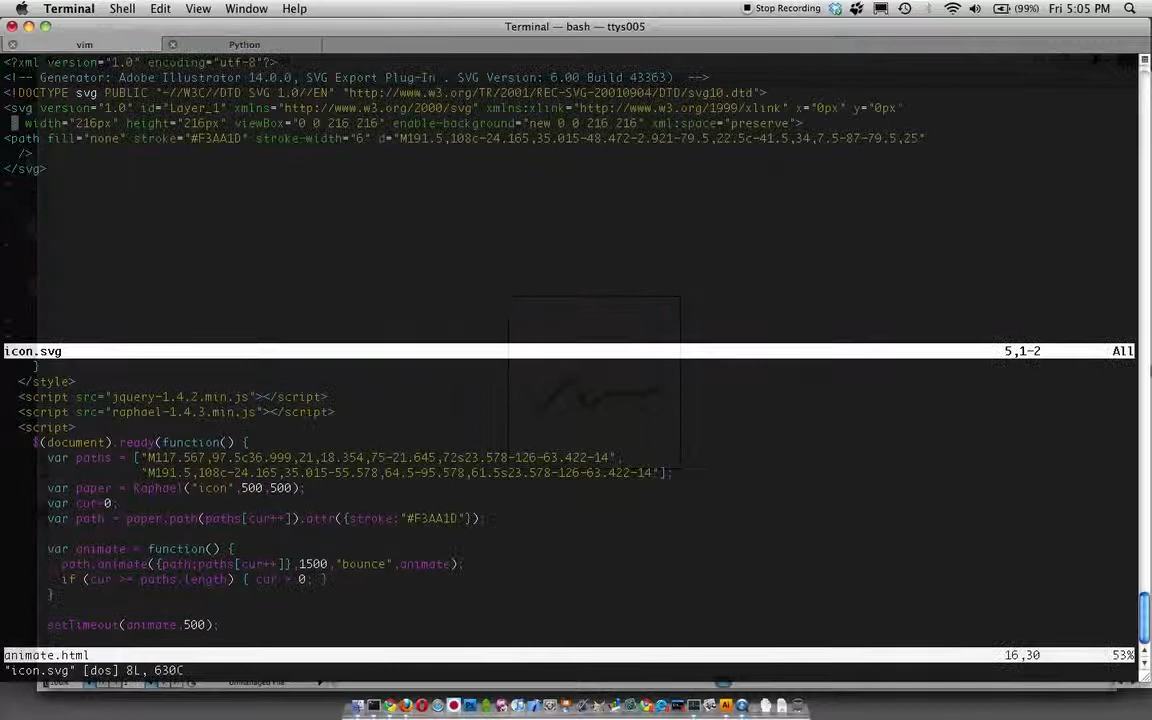 Terminal Shell Edit View Window Help Stop Recording (99%) Fri 5:05 PM
Terminal — bash — ttys005
vim Python
<?xml version="1.0" encoding="utf-8"?>
<!-- Generator: Adobe Illustrator 14.0.0, SVG Export Plug-In . SVG Version: 6.00 Build 43363) -->
<!DOCTYPE svg PUBLIC "-//W3C//DTD SVG 1.0//EN" "http://www.w3.org/TR/2001/REC-SVG-20010904/DTD/svg10.dtd">
<svg version="1.0" id="Layer_1" xmlns="http://www.w3.org/2000/svg" xmlns:xlink="http://www.w3.org/1999/xlink" x="0px" y="0px"
width="216px" height="216px" viewBox="0 0 216 216" enable-background="new 0 0 216 216" xml:space="preserve">
<path fill="none" stroke="#F3AA1D" stroke-width="6" d="M191.5,108c-24.165,35.015-48.472-2.921-79.5,22.5c-41.5,34,7.5-87-79.5,25"
/>
</svg>
icon.svg 5,1-2 All
}
</style>
<script src="jquery-1.4.2.min.js"></script>
<script src="raphael-1.4.3.min.js"></script>
<script>
$(document).ready(function() {
var paths = ["M117.567,97.5c36.999,21,18.354,75-21.645,72s23.578-126-63.422-14",
"M191.5,108c-24.165,35.015-55.578,64.5-95.578,61.5s23.578-126-63.422-14"];
var paper = Raphael("icon",500,500);
var cur=0;
var path = paper.path(paths[cur++]).attr({stroke:"#F3AA1D"});
var animate = function() {
path.animate({path:paths[cur++]},1500,"bounce",animate);
if (cur >= paths.length) { cur = 0; }
}
setTimeout(animate,500);
animate.html 16,30 53%
"icon.svg" [dos] 8L, 630C